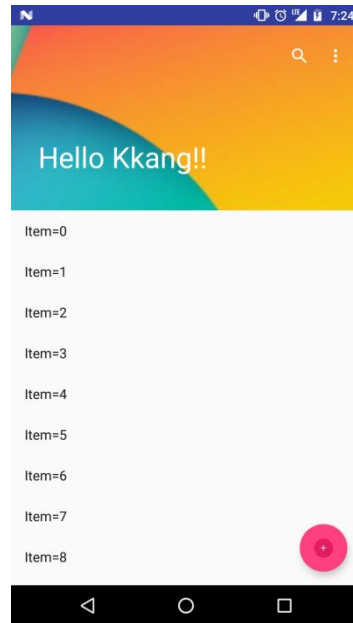 N
LTE
7:24
Hello Kkang!!
Item=0
Item=1
Item=2
Item=3
Item=4
Item=5
Item=6
Item=7
Item=8